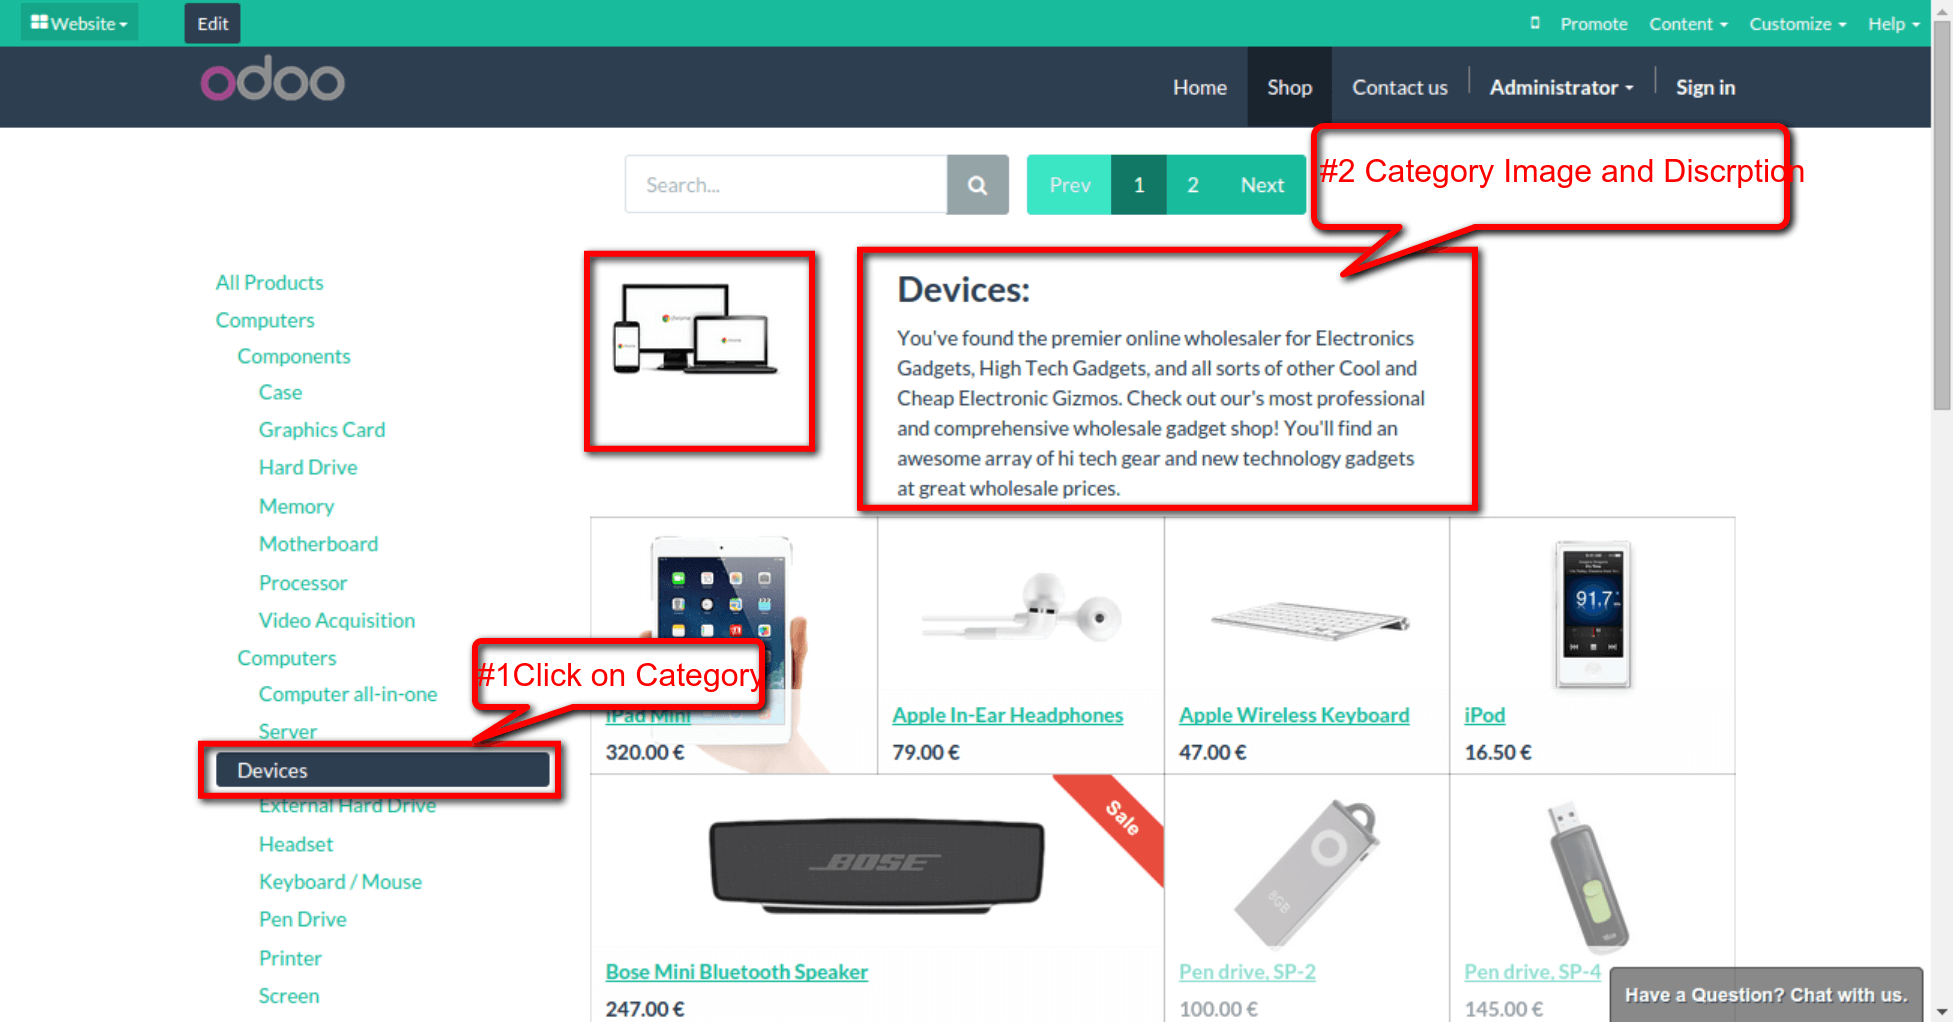 Website
Edit
Promote
Content
Customize
Help
odoo
Home
Shop
Contact us
Administrator
Sign in
Search...
Prev
1
2
Next
#2 Category Image and Discrption
All Products
Computers
Components
Case
Graphics Card
Hard Drive
Memory
Motherboard
Processor
Video Acquisition
Computers
Computer all-in-one
Server
#1Click on Category
Devices
External Hard Drive
Headset
Keyboard / Mouse
Pen Drive
Printer
Screen
Devices:
You've found the premier online wholesaler for Electronics
Gadgets, High Tech Gadgets, and all sorts of other Cool and
Cheap Electronic Gizmos. Check out our's most professional
and comprehensive wholesale gadget shop! You'll find an
awesome array of hi tech gear and new technology gadgets
at great wholesale prices.
iPad Mini
320.00 €
Apple In-Ear Headphones
79.00 €
Apple Wireless Keyboard
47.00 €
91.7
iPod
16.50 €
Sale
BOSE
Bose Mini Bluetooth Speaker
247.00 €
8GB
Pen drive, SP-2
100.00 €
Pen drive, SP-4
145.00 €
Have a Question? Chat with us.